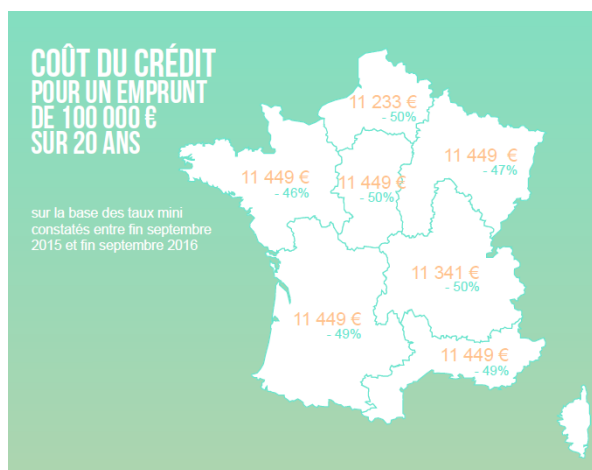 COÛT DU CRÉDIT
POUR UN EMPRUNT
DE 100 000 €
SUR 20 ANS
sur la base des taux mini
constatés entre fin septembre
2015 et fin septembre 2016
11 233 €
- 50%
11 449 €
- 47%
11 449 €
- 46%
11 449 €
- 50%
11 341 €
- 50%
11 449 €
- 49%
11 449 €
- 49%